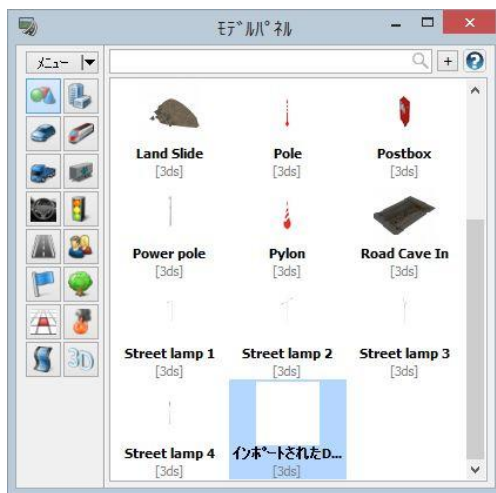 ﾓﾃﾞﾙﾊﾟﾈﾙ
ﾒﾆｭｰ
Land Slide
[3ds]
Pole
[3ds]
Postbox
[3ds]
Power pole
[3ds]
Pylon
[3ds]
Road Cave In
[3ds]
Street lamp 1
[3ds]
Street lamp 2
[3ds]
Street lamp 3
[3ds]
Street lamp 4
[3ds]
ｲﾝﾎﾟｰﾄされたD...
[3ds]
3D